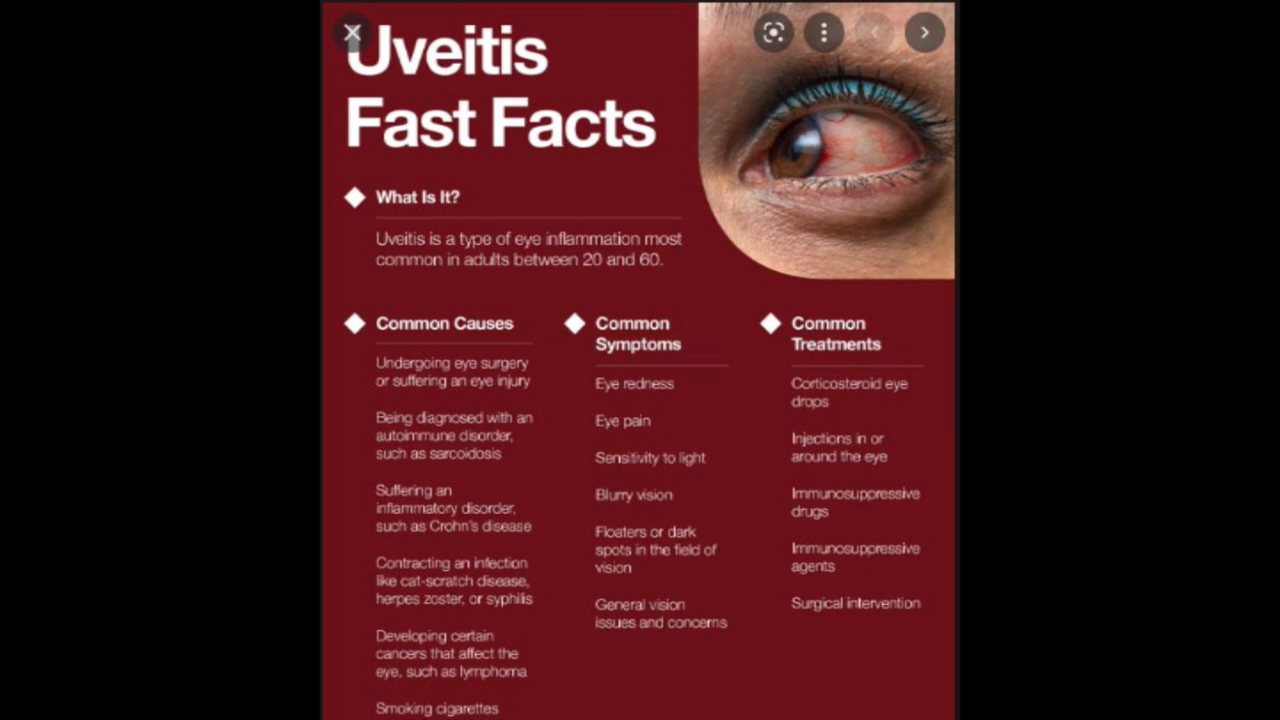 Uveitis
Fast Facts
What Is It?
Uveitis is a type of eye inflammation most
common in adults between 20 and 60.
Common Causes
Undergoing eye surgery
or suffering an eye injury
Being diagnosed with an
autoimmune disorder,
such as sarcoidosis
Suffering an
inflammatory disorder,
such as Crohn's disease
Contracting an infection
like cat-scratch disease,
herpes zoster, or syphilis
Developing certain
cancers that affect the
eye, such as lymphoma
Smoking cigarettes
Common
Symptoms
Eye redness
Eye pain
Sensitivity to light
Blurry vision
Floaters or dark
spots in the field of
vision
General vision
issues and concerns
Common
Treatments
Corticosteroid eye
drops
Injections in or
around the eye
Immunosuppressive
drugs
Immunosuppressive
agents
Surgical intervention